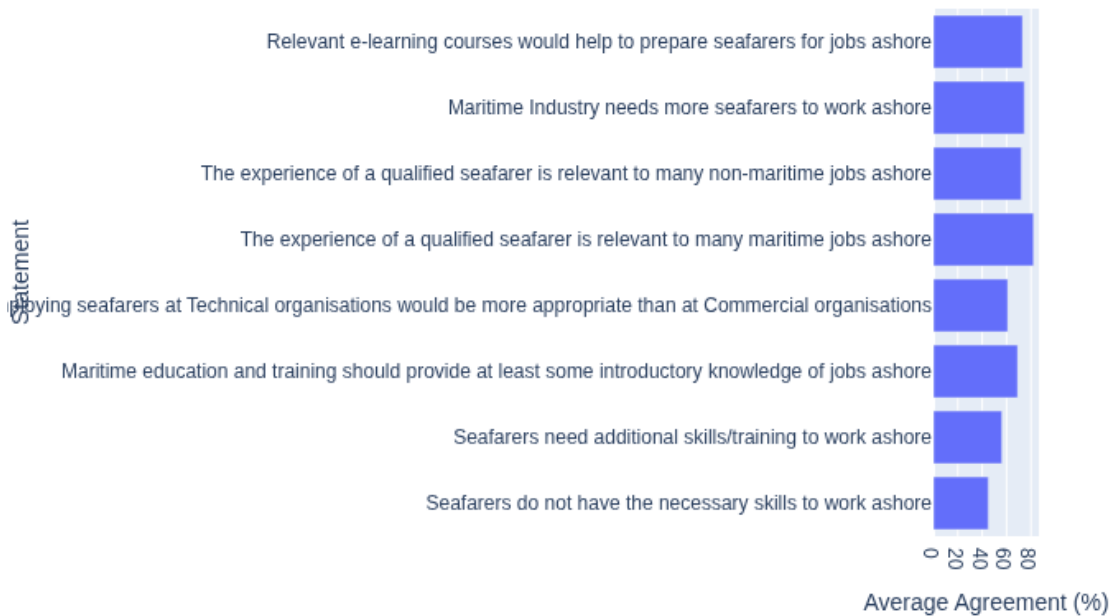 Relevant e-learning courses would help to prepare seafarers for jobs ashore
Maritime Industry needs more seafarers to work ashore
The experience of a qualified seafarer is relevant to many non-maritime jobs ashore
The experience of a qualified seafarer is relevant to many maritime jobs ashore
Statement
seafarers at Technical organisations would be more appropriate than at Commercial organisations
Maritime education and training should provide at least some introductory knowledge of jobs ashore
Seafarers need additional skills/training to work ashore
Seafarers do not have the necessary skills to work ashore
0 20 40 60 80
Average Agreement (%)